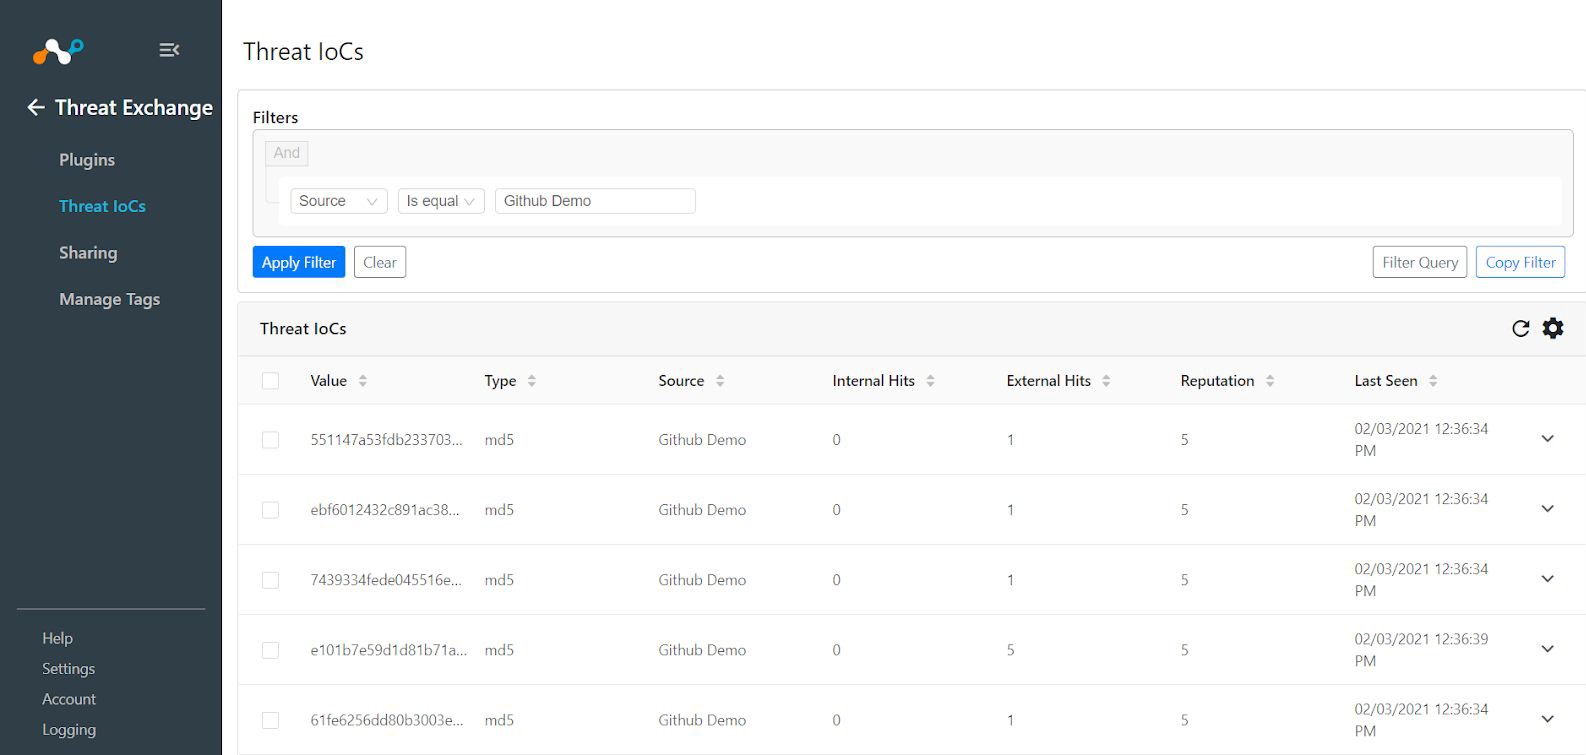 Threat Exchange
Plugins
Threat IoCs
Sharing
Manage Tags
Help
Settings
Account
Logging
Threat IoCs
Filters
And
Source Is equal Github Demo
Apply Filter Clear Filter Query Copy Filter
Threat IoCs
Value Type Source Internal Hits External Hits Reputation Last Seen
551147a53fdb233703... md5 Github Demo 0 1 5 02/03/2021 12:36:34
PM
ebf6012432c891ac38... md5 Github Demo 0 1 5 02/03/2021 12:36:34
PM
7439334fede045516e... md5 Github Demo 0 1 5 02/03/2021 12:36:34
PM
e101b7e59d1d81b71a... md5 Github Demo 0 5 5 02/03/2021 12:36:39
PM
61fe6256dd80b3003e... md5 Github Demo 0 1 5 02/03/2021 12:36:34
PM